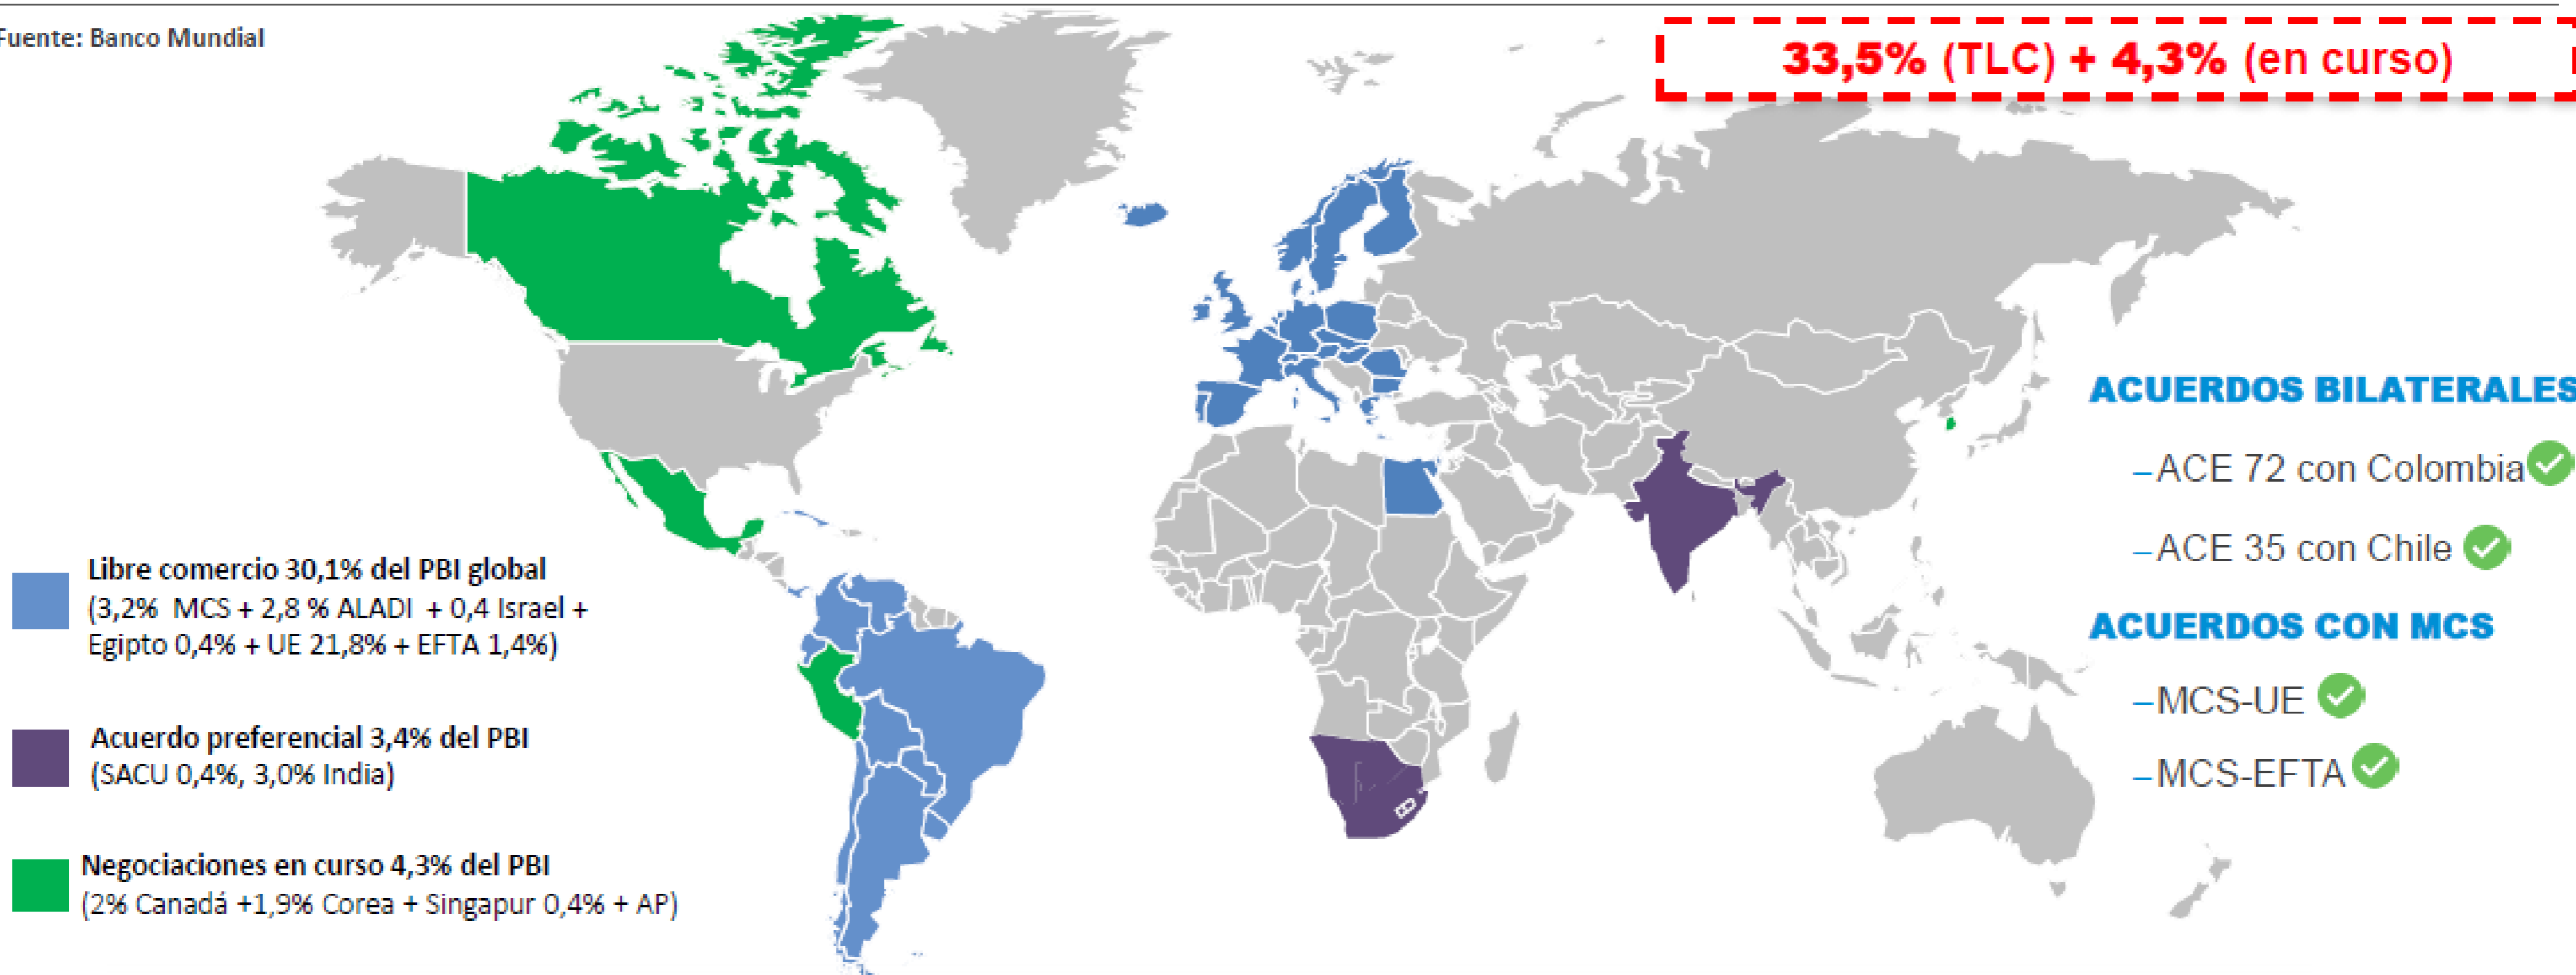 Fuente: Banco Mundial
33,5% (TLC) + 4,3% (en curso)
ACUERDOS BILATERALES
–ACE 72 con Colombia
–ACE 35 con Chile
ACUERDOS CON MCS
–MCS-UE
–MCS-EFTA
Libre comercio 30,1% del PBI global
(3,2% MCS + 2,8 % ALADI + 0,4 Israel +
Egipto 0,4% + UE 21,8% + EFTA 1,4%)
Acuerdo preferencial 3,4% del PBI
(SACU 0,4%, 3,0% India)
Negociaciones en curso 4,3% del PBI
(2% Canadá +1,9% Corea + Singapur 0,4% + AP)